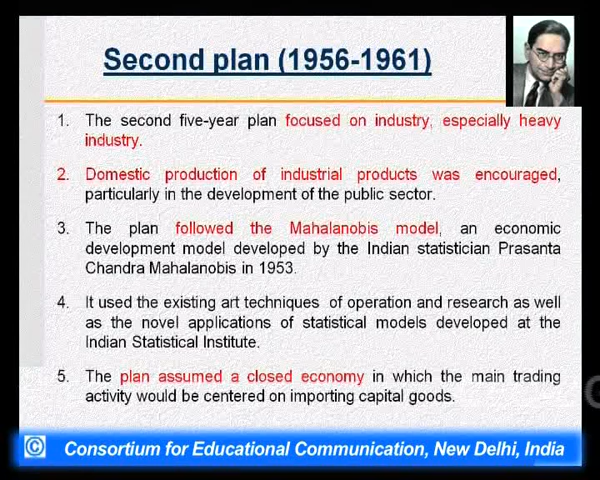 Second plan (1956-1961)
1. The second five-year plan focused on industry, especially heavy
industry.
2. Domestic production of industrial products was encouraged,
particularly in the development of the public sector.
3. The plan followed the Mahalanobis model, an economic
development model developed by the Indian statistician Prasanta
Chandra Mahalanobis in 1953.
4. It used the existing art techniques of operation and research as well
as the novel applications of statistical models developed at the
Indian Statistical Institute.
5. The plan assumed a closed economy in which the main trading
activity would be centered on importing capital goods.
© Consortium for Educational Communication, New Delhi, India